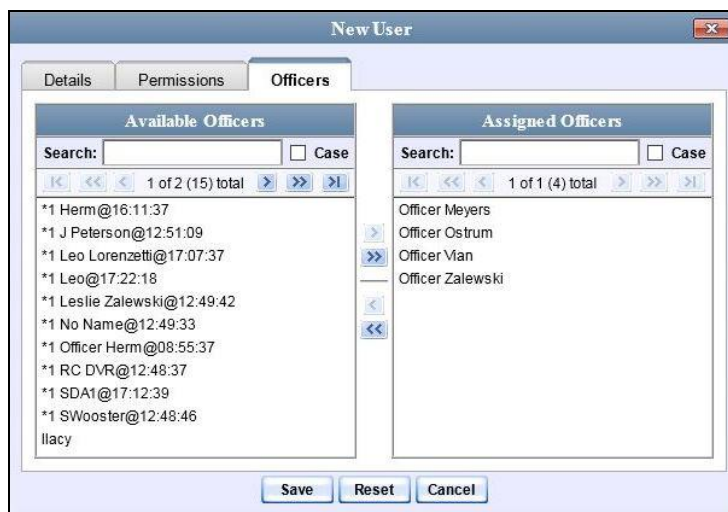 New User
Details Permissions Officers
Available Officers
Search: Case
1 of 2 (15) total
*1 Herm@16:11:37
*1 J Peterson@12:51:09
*1 Leo Lorenzetti@17:07:37
*1 Leo@17:22:18
*1 Leslie Zalewski@12:49:42
*1 No Name@12:49:33
*1 Officer Herm@08:55:37
*1 RC DVR@12:48:37
*1 SDA1@17:12:39
*1 SWooster@12:48:46
llacy
Assigned Officers
Search: Case
1 of 1 (4) total
Officer Meyers
Officer Ostrum
Officer Vian
Officer Zalewski
Save Reset Cancel